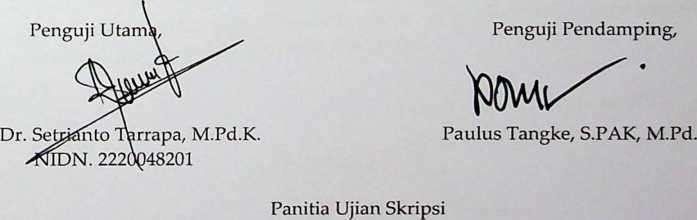 Penguji Utama,
Penguji Pendamping,
Dr. Setrianto Tarrapa, M.Pd.K.
Paulus Tangke, S.PAK, M.Pd.
NIDN. 2220048201
Panitia Ujian Skripsi